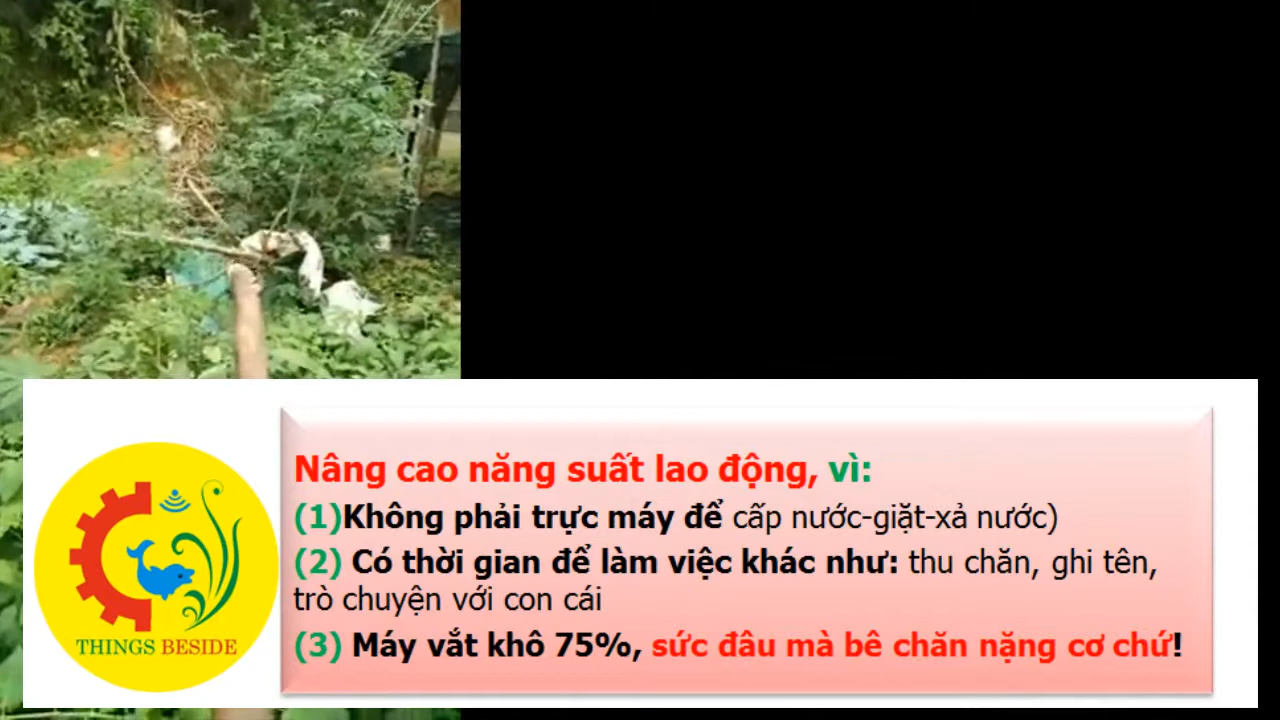 Nâng cao năng suất lao động, vì:
(1)Không phải trực máy để cấp nước-giặt-xả nước)
(2) Có thời gian để làm việc khác như: thu chăn, ghi tên,
trò chuyện với con cái
(3) Máy vắt khô 75%, sức đâu mà bê chăn nặng cơ chứ!
THINGS BESIDE